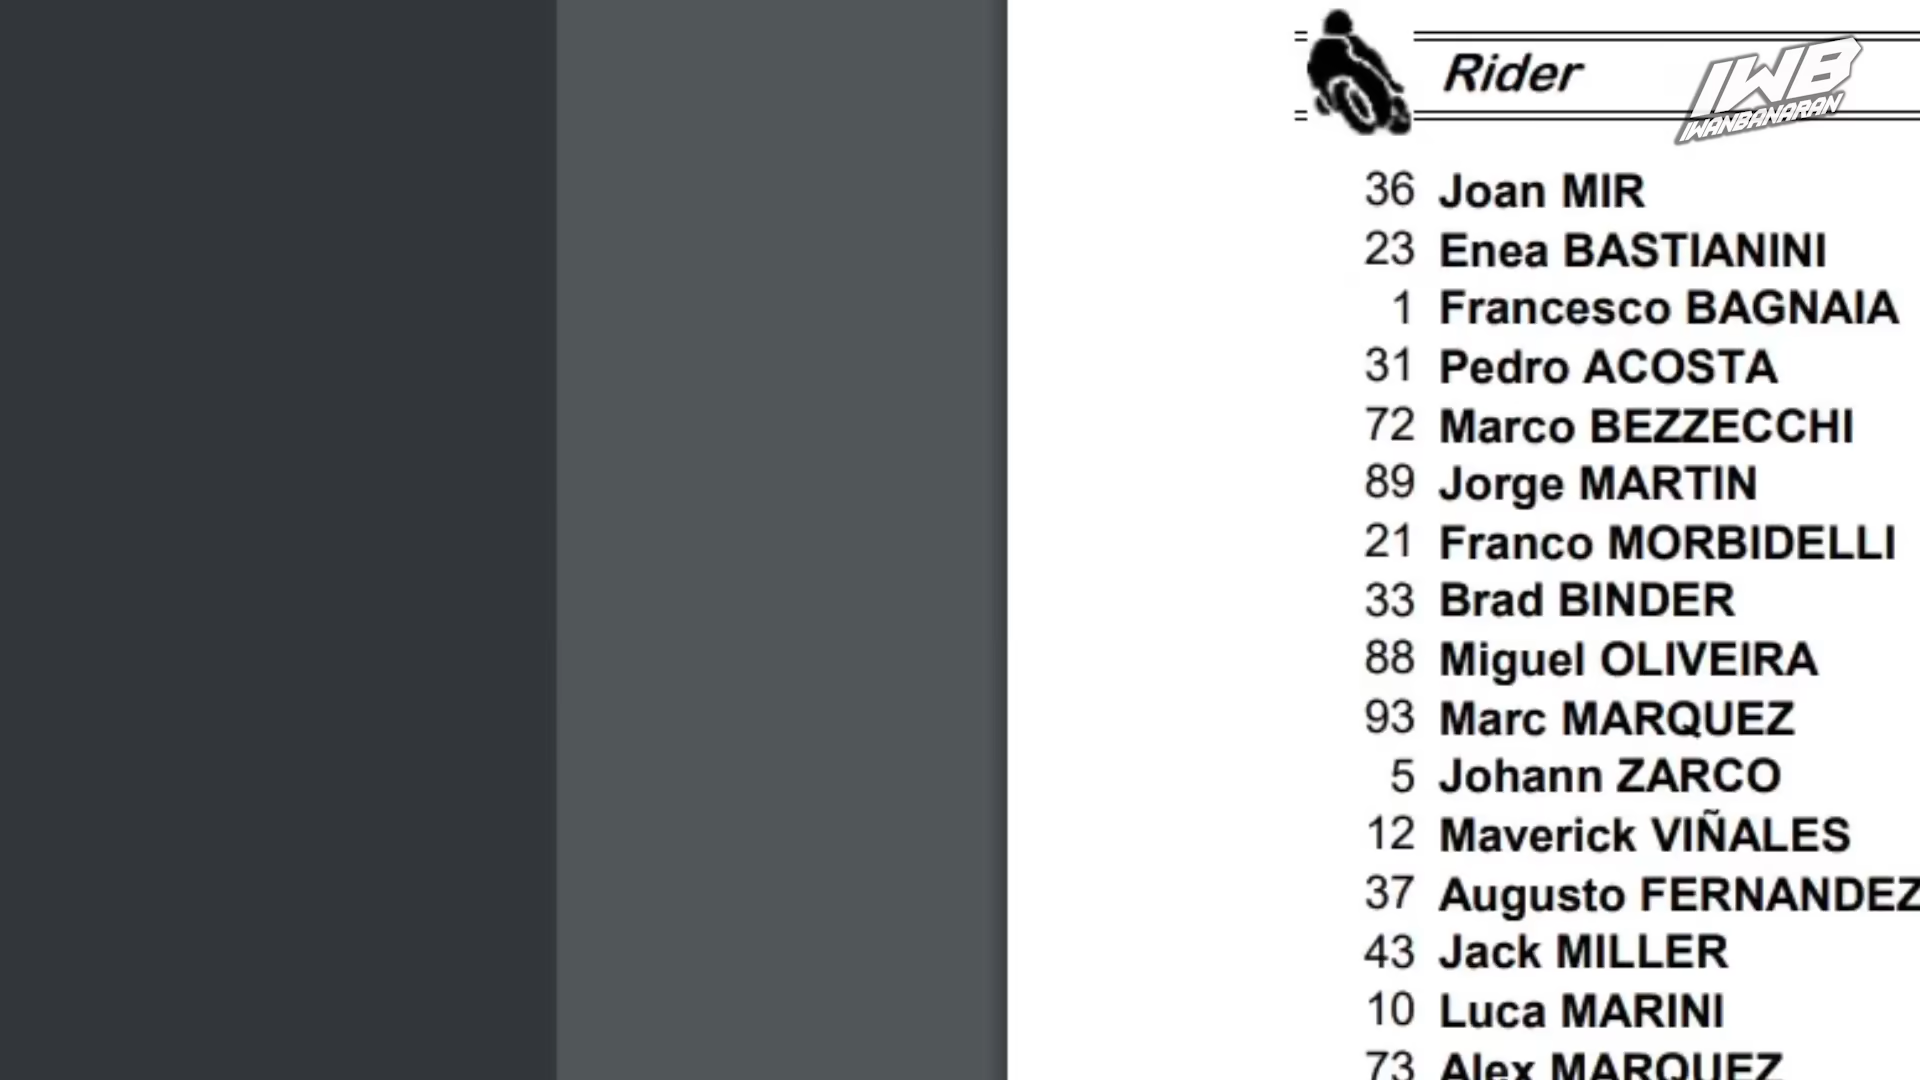 Rider
IWB
IWANBANARAN
36 Joan MIR
23 Enea BASTIANINI
1 Francesco BAGNAIA
31 Pedro ACOSTA
72 Marco BEZZECCHI
89 Jorge MARTIN
21 Franco MORBIDELLI
33 Brad BINDER
88 Miguel OLIVEIRA
93 Marc MARQUEZ
5 Johann ZARCO
12 Maverick VIÑALES
37 Augusto FERNANDEZ
43 Jack MILLER
10 Luca MARINI
73 Alex MARQUEZ